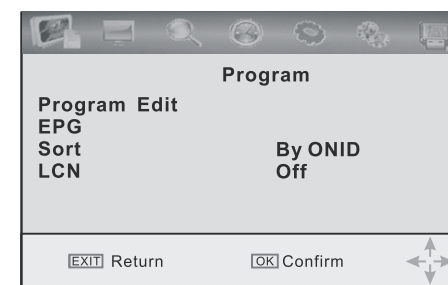 Program
Program Edit
EPG
Sort By ONID
LCN Off
EXIT Return OK Confirm